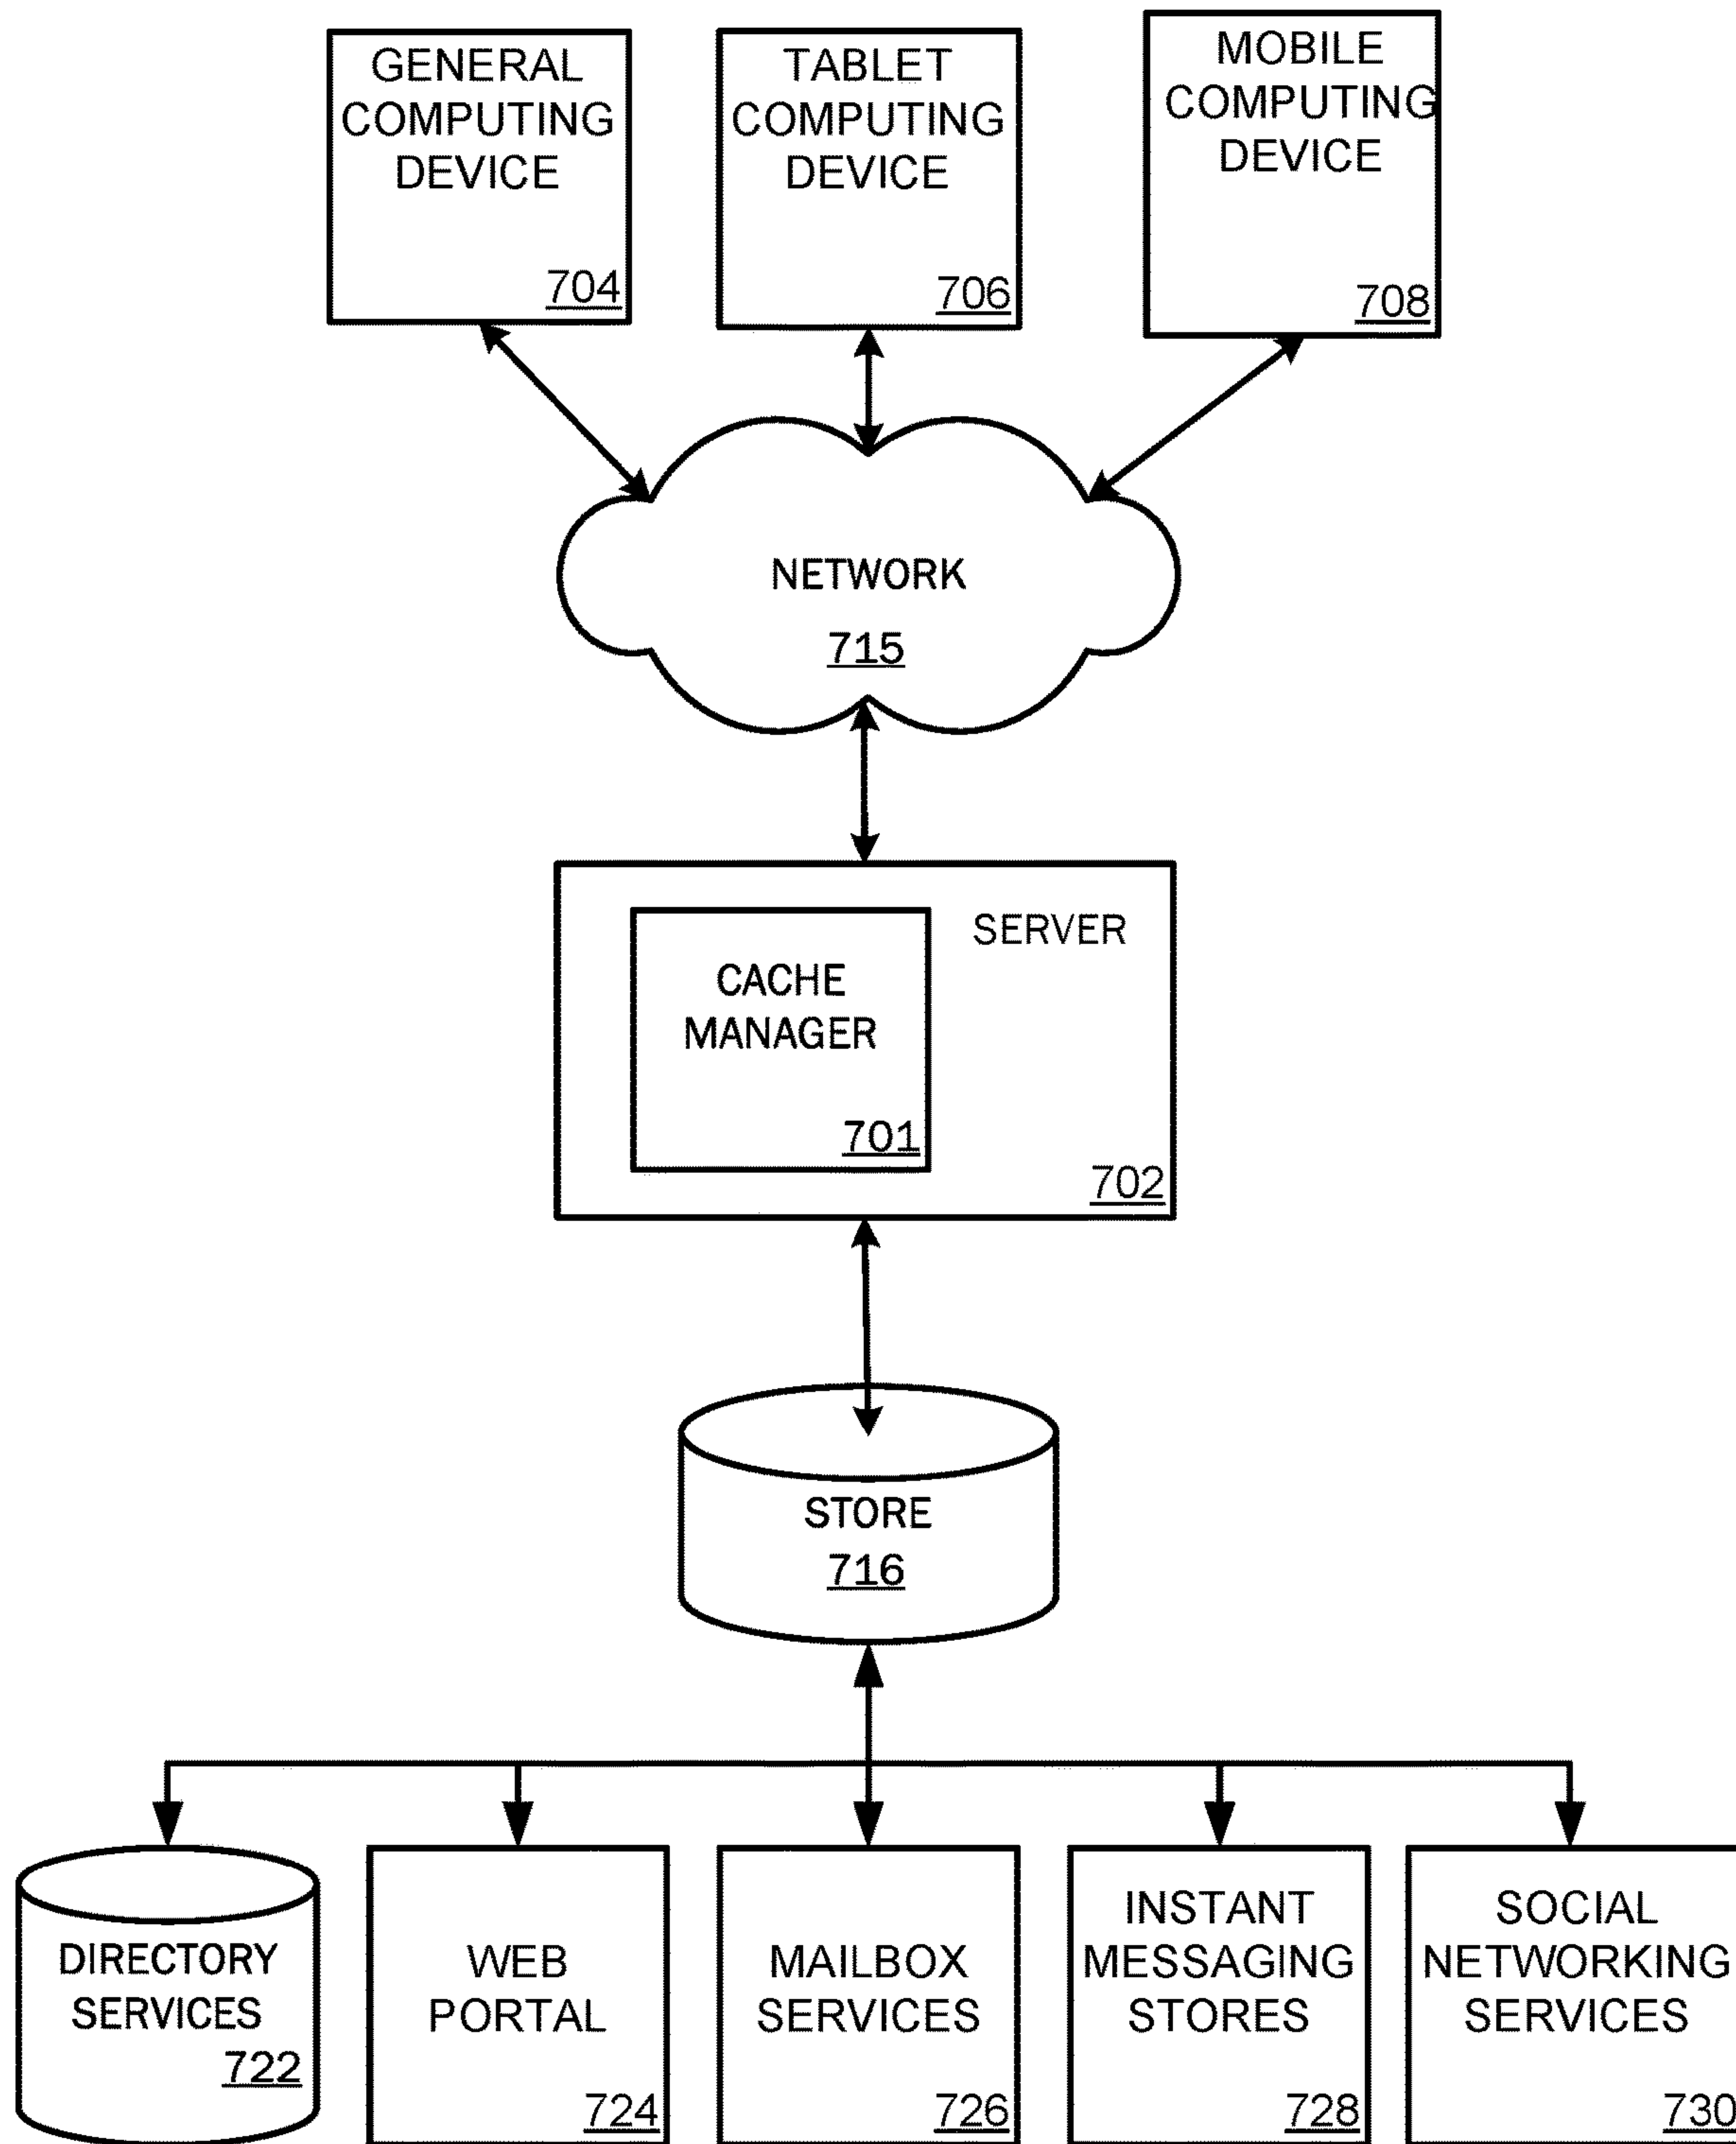 GENERAL
COMPUTING
DEVICE
704
TABLET
COMPUTING
DEVICE
706
MOBILE
COMPUTING
DEVICE
708
NETWORK
715
SERVER
CACHE
MANAGER
701
702
STORE
716
DIRECTORY
SERVICES
722
WEB
PORTAL
724
MAILBOX
SERVICES
726
INSTANT
MESSAGING
STORES
728
SOCIAL
NETWORKING
SERVICES
730